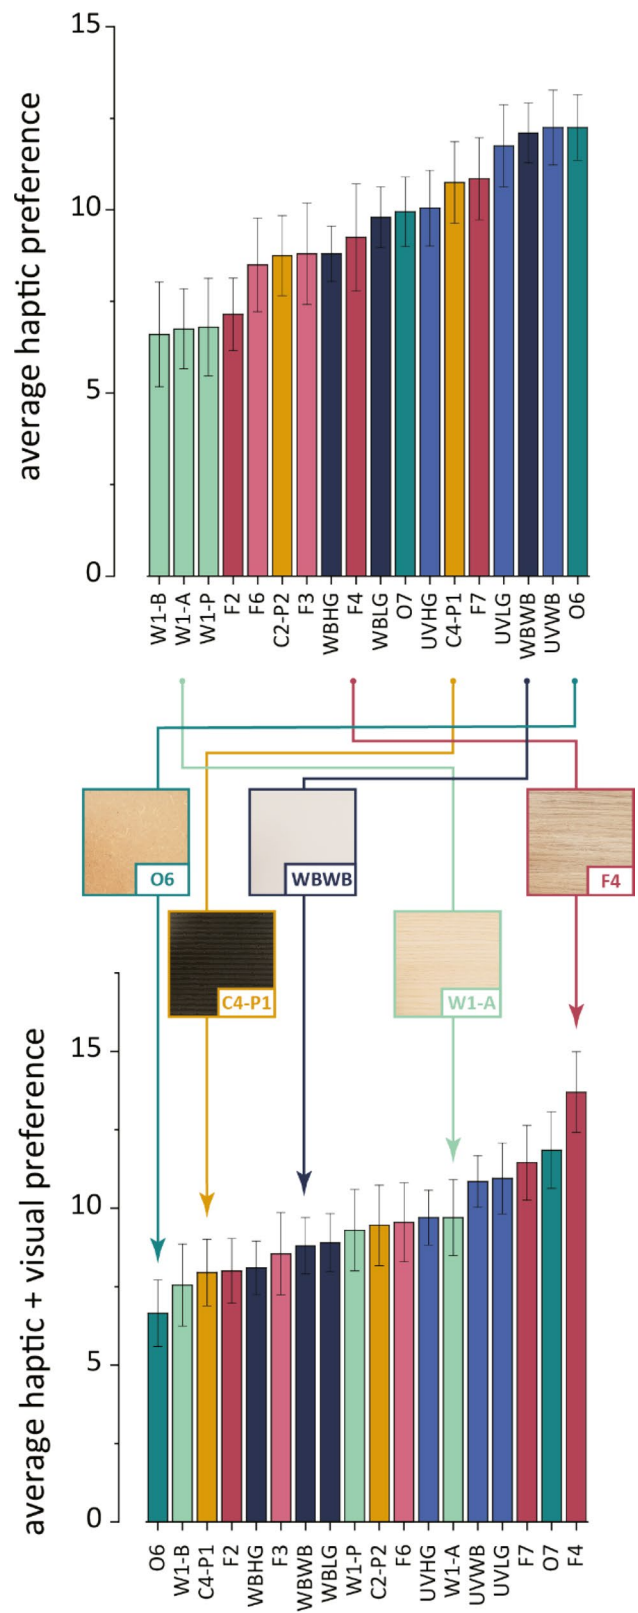 average haptic preference
15
10
5
0
W1-B
W1-A
W1-P
F2
F6
C2-P2
F3
WBHG
F4
WBLG
O7
UVHG
C4-P1
F7
UVLG
WBWB
UVWB
O6
O6
WBWB
F4
C4-P1
W1-A
average haptic + visual preference
15
10
5
0
O6
W1-B
C4-P1
F2
WBHG
F3
WBWB
WBLG
W1-P
C2-P2
F6
UVHG
W1-A
UVWB
UVLG
F7
O7
F4